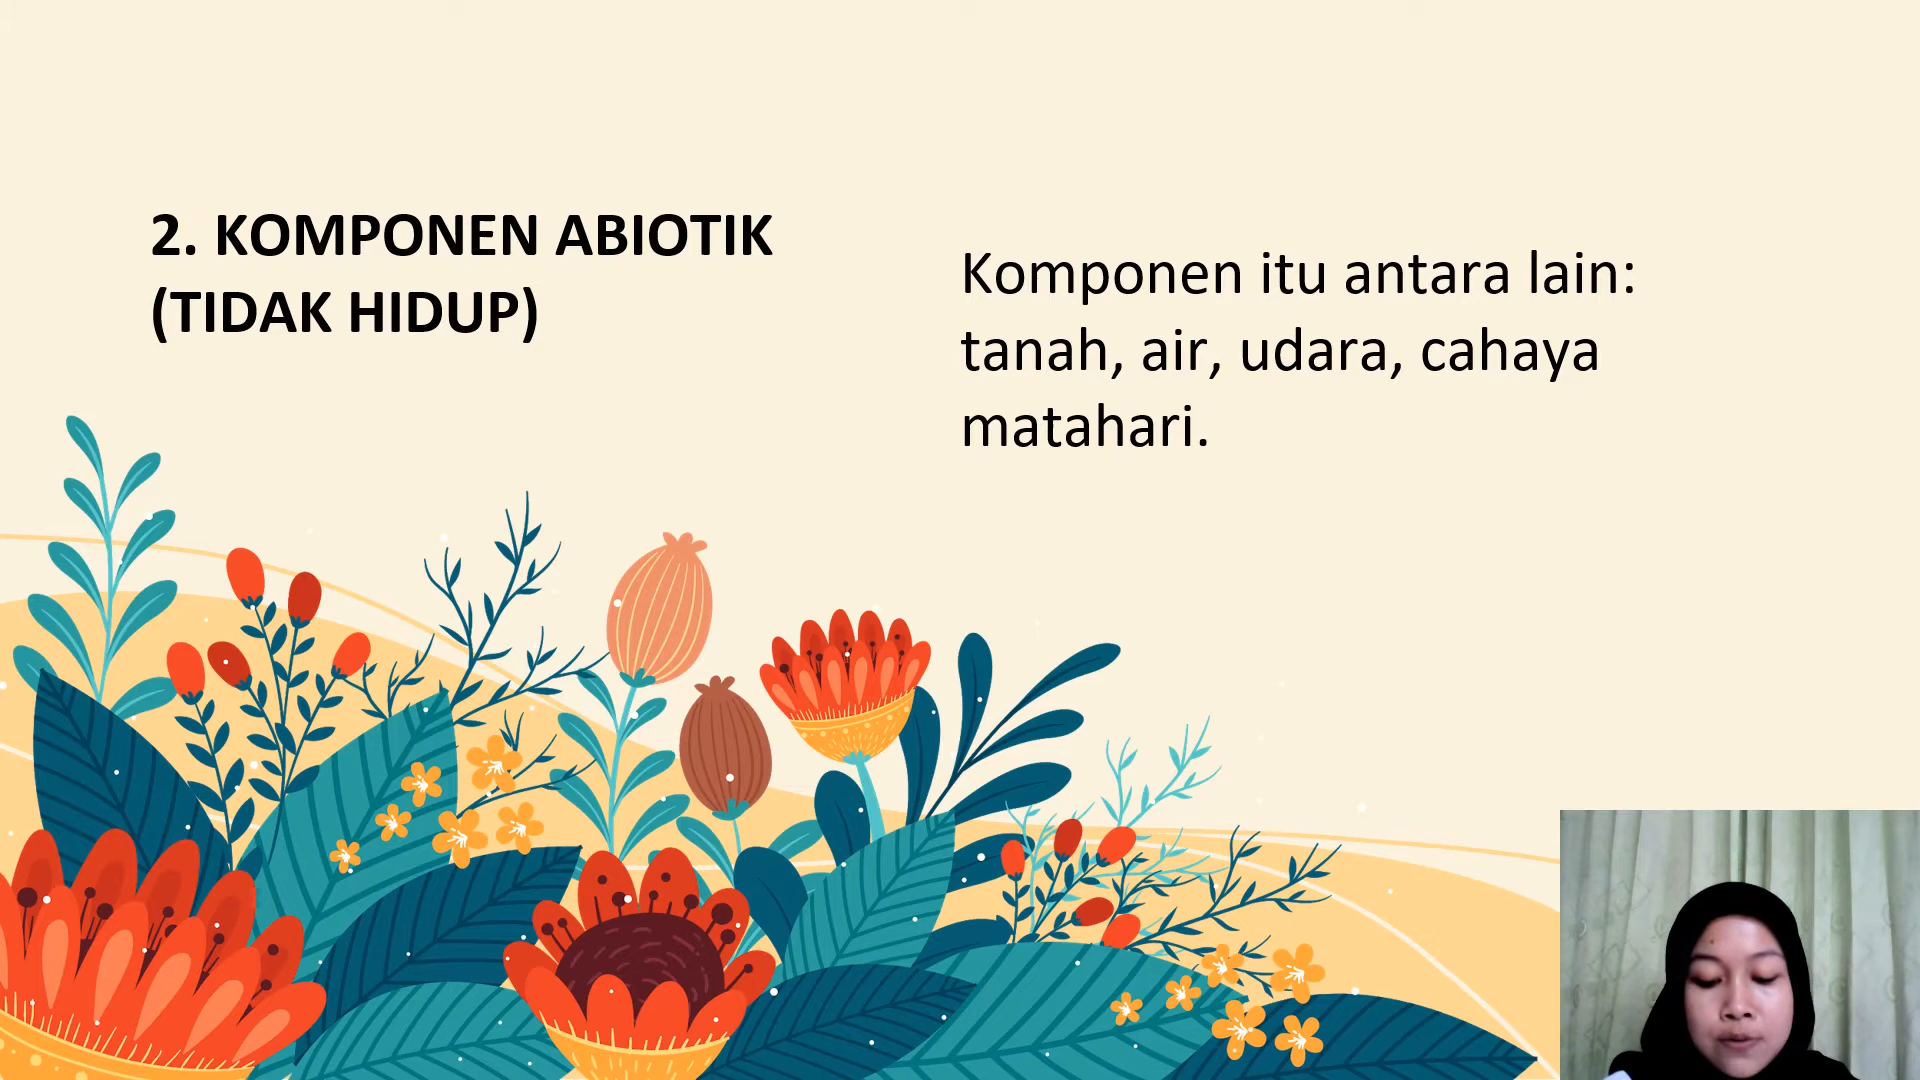 2. KOMPONEN ABIOTIK
(TIDAK HIDUP)
Komponen itu antara lain:
tanah, air, udara, cahaya
matahari.